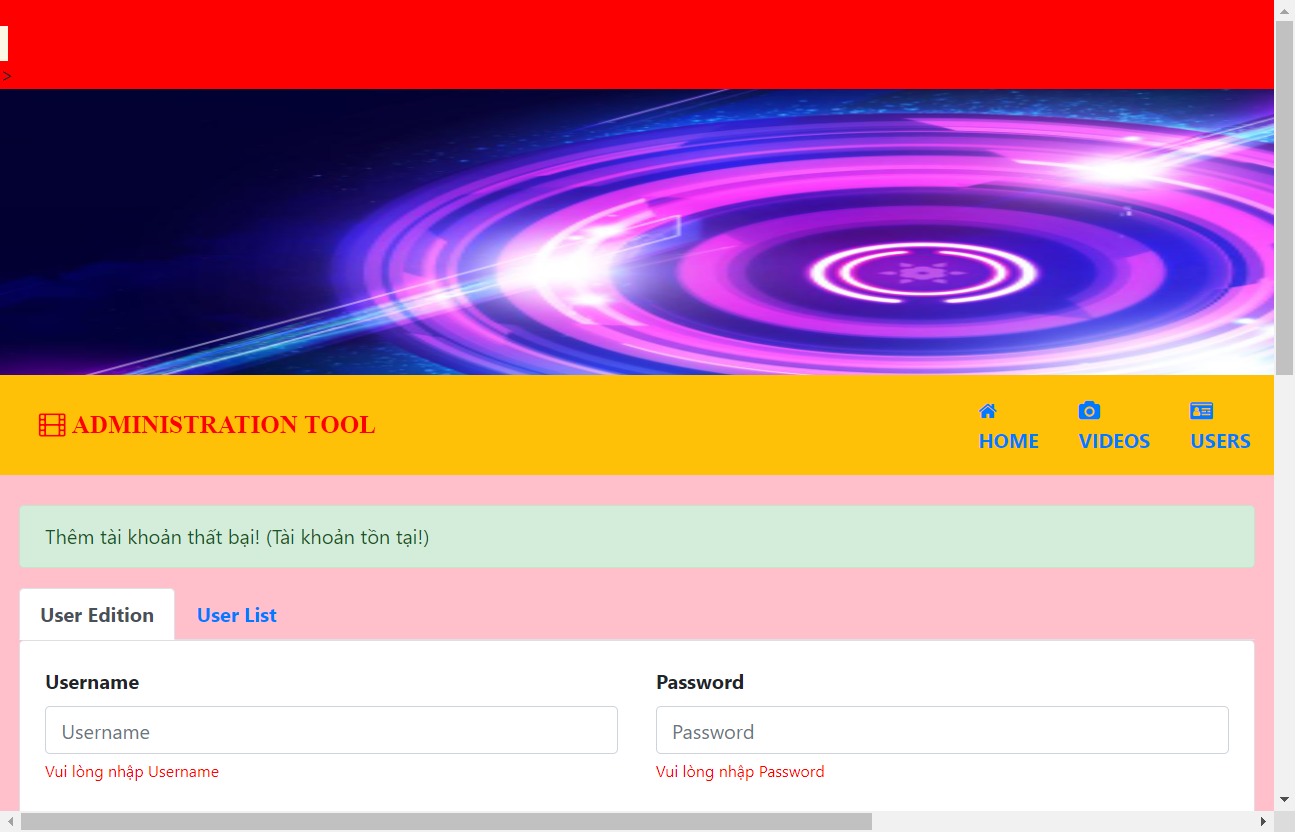 >
ADMINISTRATION TOOL
HOME
VIDEOS
USERS
Thêm tài khoản thất bại! (Tài khoản tồn tại!)
User Edition
User List
Username
Password
Username
Password
Vui lòng nhập Username
Vui lòng nhập Password